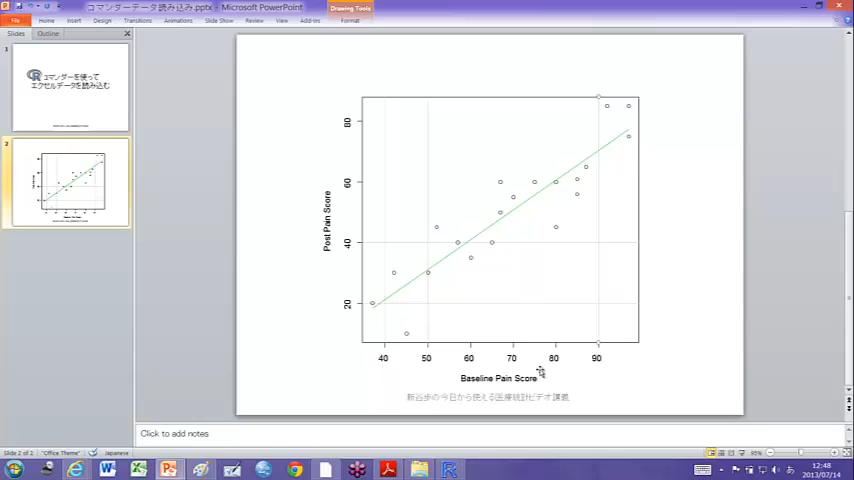 コマンダーデータ読み込み.pptx - Microsoft PowerPoint
Drawing Tools
File
Home
Insert
Design
Transitions
Animations
Slide Show
Review
View
Add-Ins
Format
Slides
Outline
1
コマンダーを使って
エクセルデータを読み込む
2
Post Pain Score
80
60
40
20
40 50 60 70 80 90
Baseline Pain Score
新谷歩の今日から使える医療統計ビデオ講義
Click to add notes
Slide 2 of 2
"Office Theme"
Japanese
95%
12:48
2013/07/14